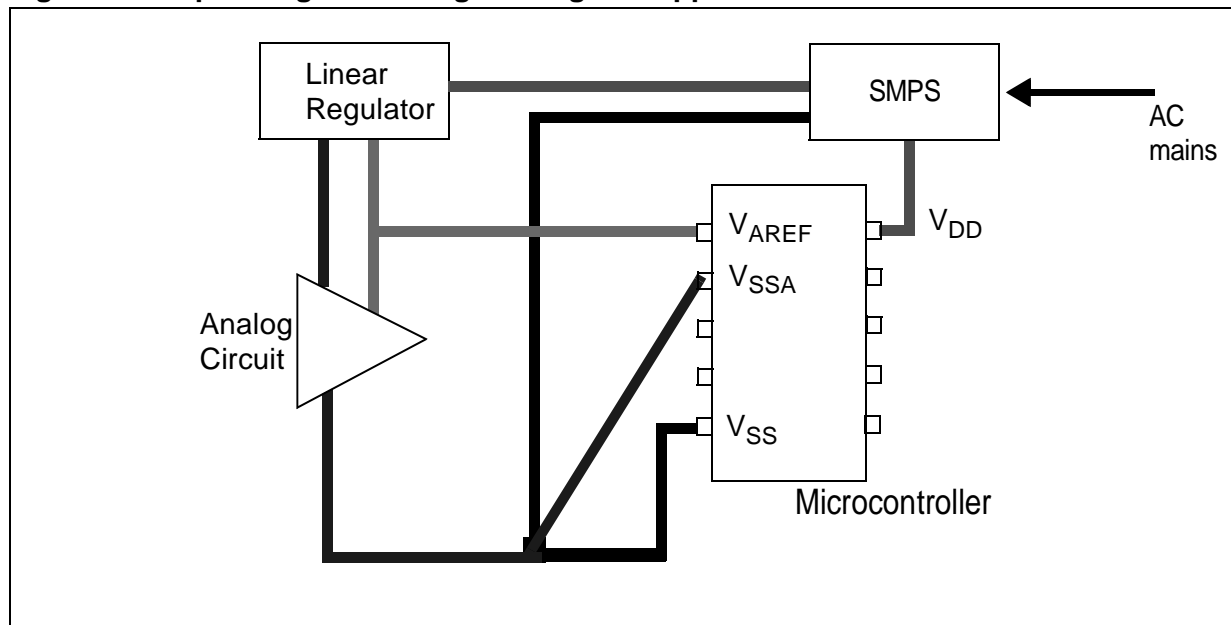 Linear
Regulator
SMPS
AC
mains
VAREF
VDD
VSSA
Analog
Circuit
VSS
Microcontroller